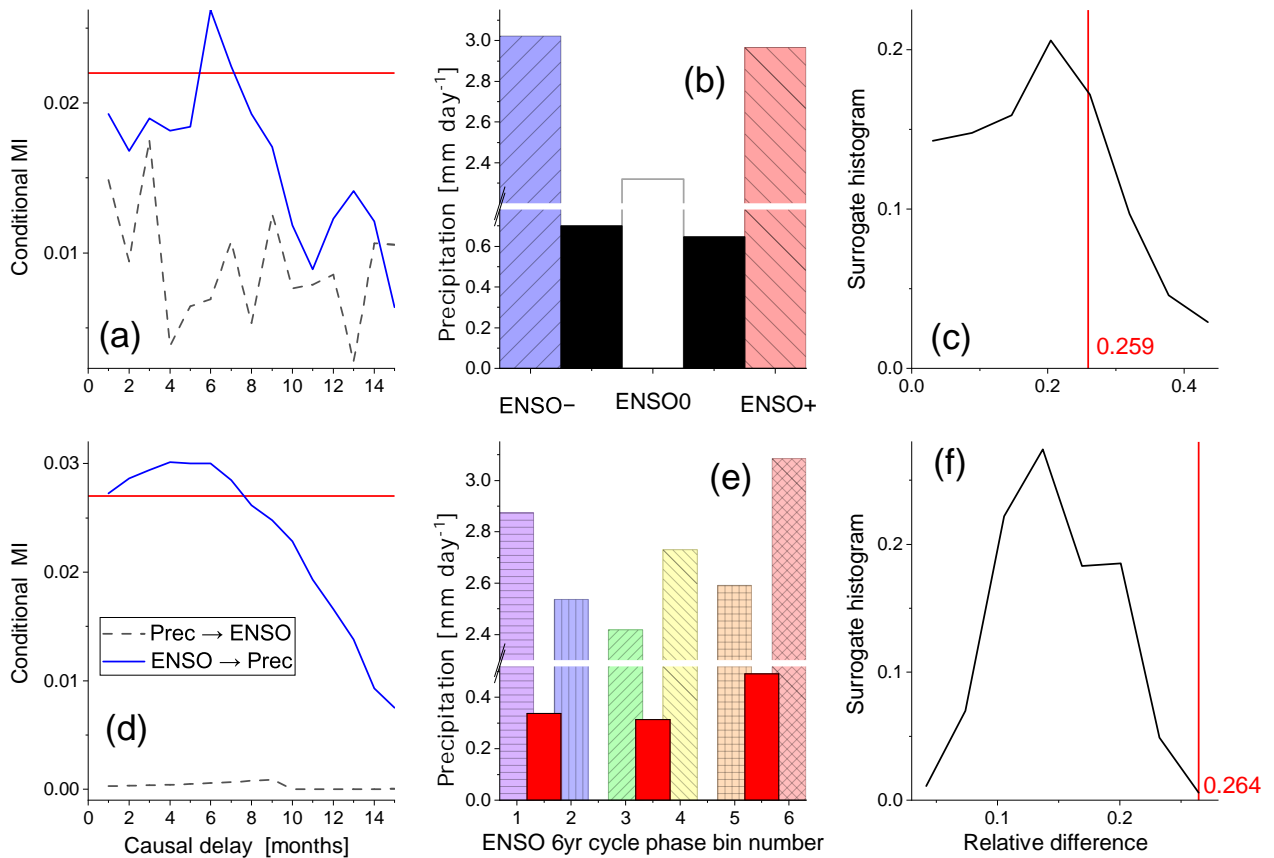 Conditional MI
0.02
0.01
0
2
4
6
8
10
12
14
(a)
Precipitation [mm day-1]
3.0
2.8
2.6
2.4
0.6
0.4
0.2
0.0
ENSO−
ENSO0
ENSO+
(b)
Surrogate histogram
0.2
0.1
0.0
0.0
0.2
0.4
(c)
0.259
Conditional MI
0.03
0.02
0.01
0.00
Prec → ENSO
ENSO → Prec
(d)
0
2
4
6
8
10
12
14
Causal delay [months]
Precipitation [mm day-1]
3.0
2.8
2.6
2.4
0.4
0.2
0.0
(e)
1
2
3
4
5
6
ENSO 6yr cycle phase bin number
Surrogate histogram
0.2
0.1
0.0
(f)
0.264
0.1
0.2
Relative difference